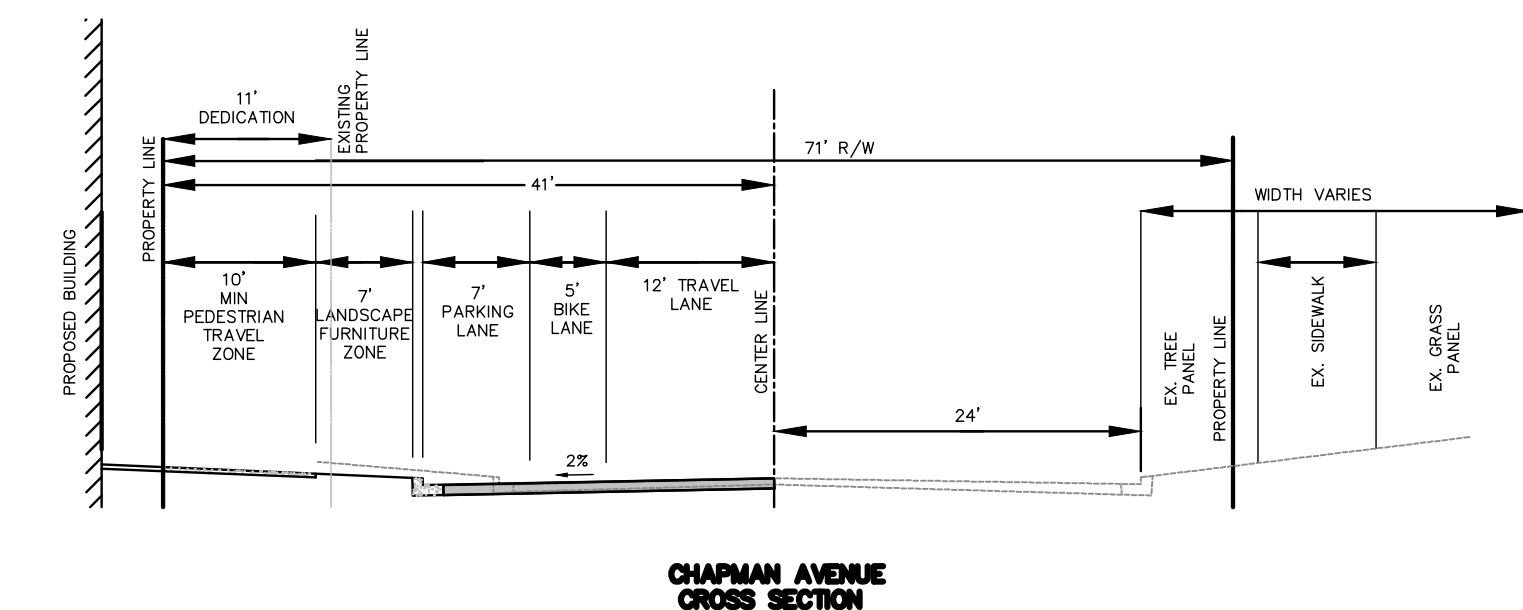 11'
DEDICATION
EXISTING
PROPERTY LINE
PROPERTY LINE
71' R/W
41'
WIDTH VARIES
PROPOSED BUILDING
10'
MIN
PEDESTRIAN
TRAVEL
ZONE
7'
LANDSCAPE
FURNITURE
ZONE
7'
PARKING
LANE
5'
BIKE
LANE
12' TRAVEL
LANE
CENTER LINE
24'
EX. TREE
PANEL
PROPERTY LINE
EX. SIDEWALK
EX. GRASS
PANEL
2%
CHAPMAN AVENUE
CROSS SECTION